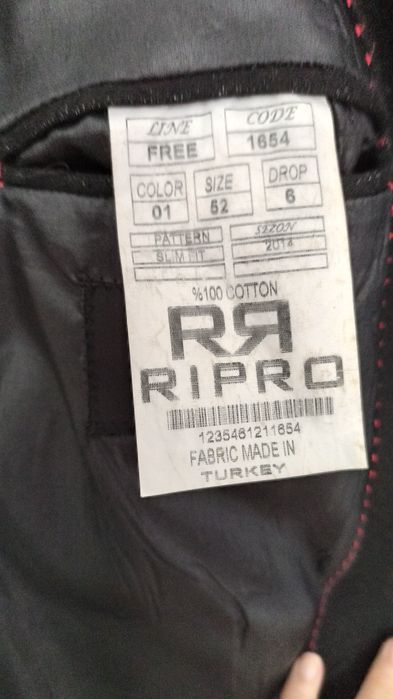 LINE CODE
FREE 1654
COLOR SIZE DROP
01 52 6
PATTERN SEZON
SLIM FIT 2014
%100 COTTON
RR
RIPRO
1235461211654
FABRIC MADE IN
TURKEY